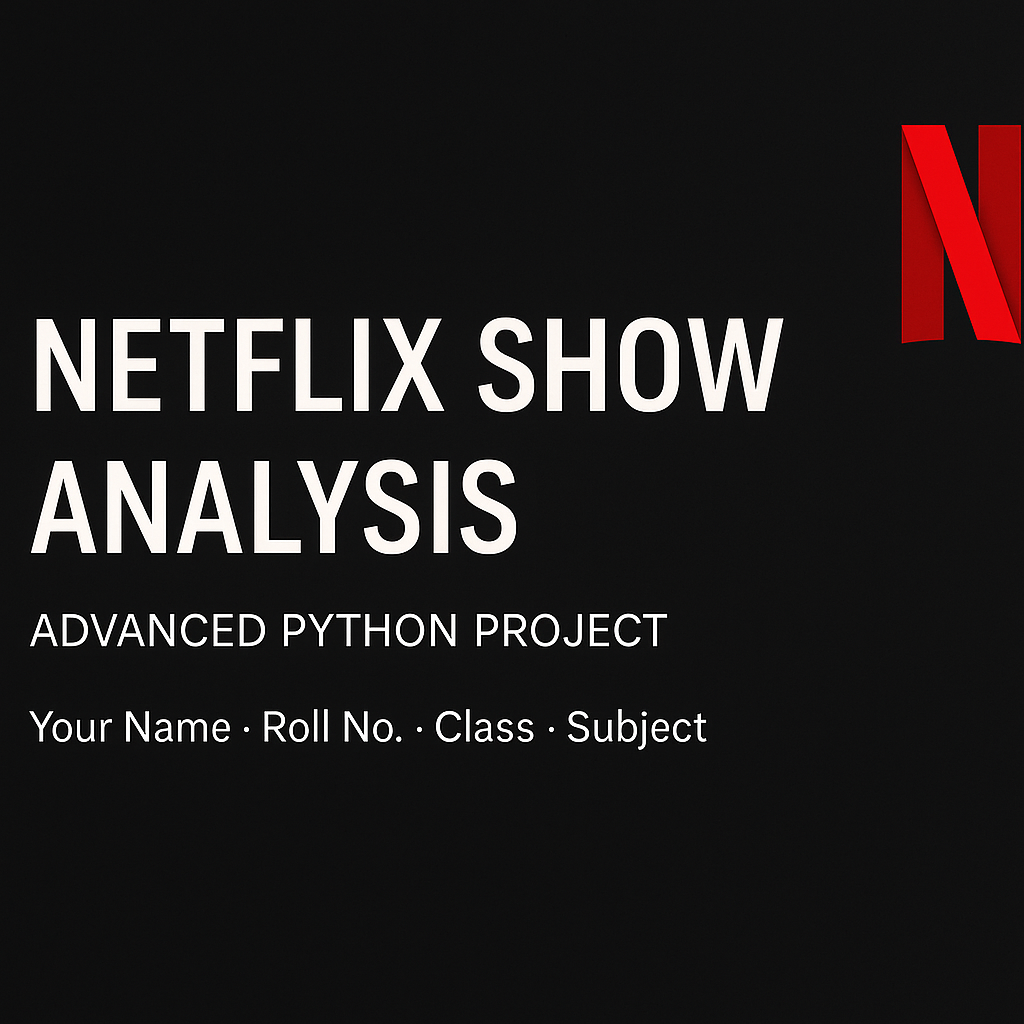 N
NETFLIX SHOW
ANALYSIS
ADVANCED PYTHON PROJECT
Your Name · Roll No. · Class · Subject